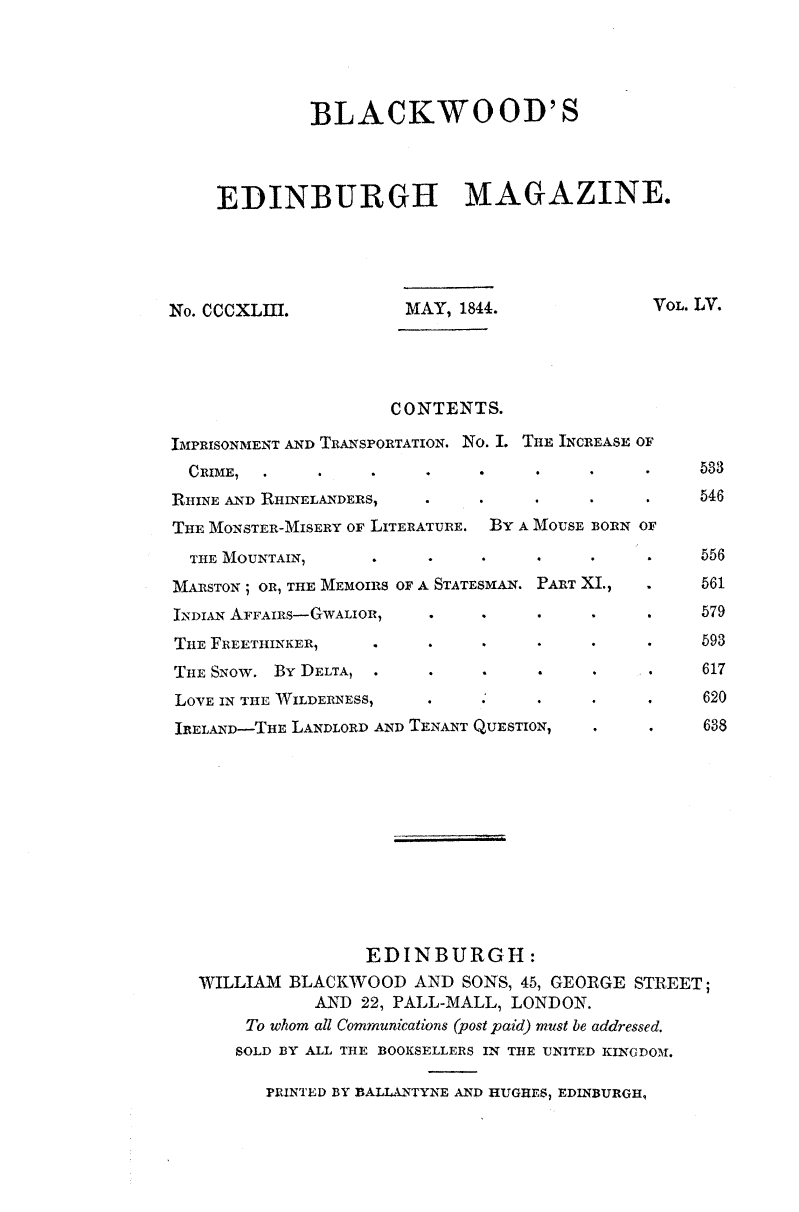 BLACKWOOD'S
EDINBURGH MAGAZINE.
No. CCCXLIII. MAY, 1844. Vol. LV.
CONTENTS.
Imprisonment and Transportation. No. I. The Increase of
Crime, . . . . . . . . 533
Rhine and Rhinelanders, . . . . . 546
The Monster-Misery of Literature. By a Mouse born of
the Mountain, . . . . . . 556
Marston; or, the Memoirs of a Statesman. Part XI., . 561
Indian Affairs—Gwalior, . . . . . 579
The Freethinker, . . . . . . 593
The Snow. By Delta, . . . . . . 617
Love in the Wilderness, . . . . . 620
Ireland—The Landlord and Tenant Question, . . 638
EDINBURGH:
WILLIAM BLACKWOOD AND SONS, 45, GEORGE STREET;
AND 22, PALL-MALL, LONDON.
To whom all Communications (post paid) must be addressed.
SOLD BY ALL THE BOOKSELLERS IN THE UNITED KINGDOM.
PRINTED BY BALLANTYNE AND HUGHES, EDINBURGH.